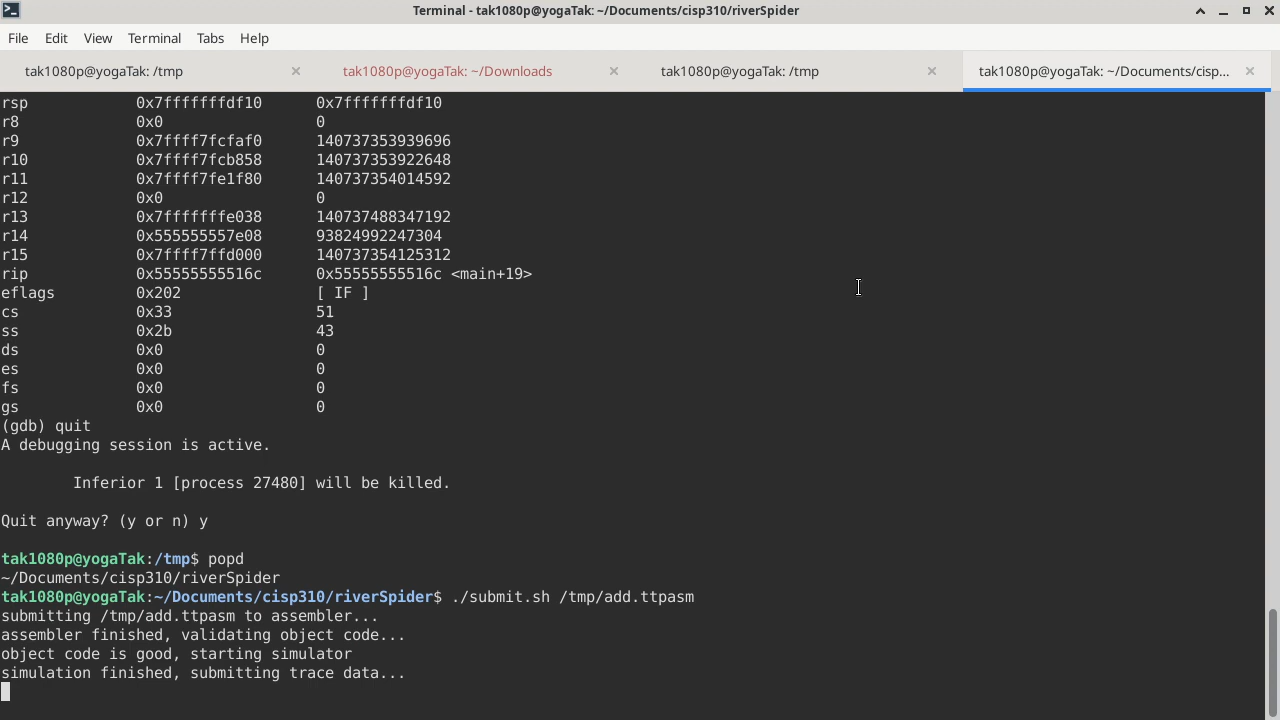 Terminal - tak1080p@yogaTak: ~/Documents/cisp310/riverSpider
File Edit View Terminal Tabs Help
tak1080p@yogaTak: /tmp tak1080p@yogaTak: ~/Downloads tak1080p@yogaTak: /tmp tak1080p@yogaTak: ~/Documents/cisp...
rsp 0x7fffffffdf10 0x7fffffffdf10
r8 0x0 0
r9 0x7ffff7fcfaf0 140737353939696
r10 0x7ffff7fcb858 140737353922648
r11 0x7ffff7fe1f80 140737354014592
r12 0x0 0
r13 0x7fffffffe038 140737488347192
r14 0x555555557e08 93824992247304
r15 0x7ffff7ffd000 140737354125312
rip 0x55555555516c 0x55555555516c <main+19>
eflags 0x202 [ IF ]
cs 0x33 51
ss 0x2b 43
ds 0x0 0
es 0x0 0
fs 0x0 0
gs 0x0 0
(gdb) quit
A debugging session is active.
Inferior 1 [process 27480] will be killed.
Quit anyway? (y or n) y
tak1080p@yogaTak:/tmp$ popd
~/Documents/cisp310/riverSpider
tak1080p@yogaTak:~/Documents/cisp310/riverSpider$ ./submit.sh /tmp/add.ttpasm
submitting /tmp/add.ttpasm to assembler...
assembler finished, validating object code...
object code is good, starting simulator
simulation finished, submitting trace data...